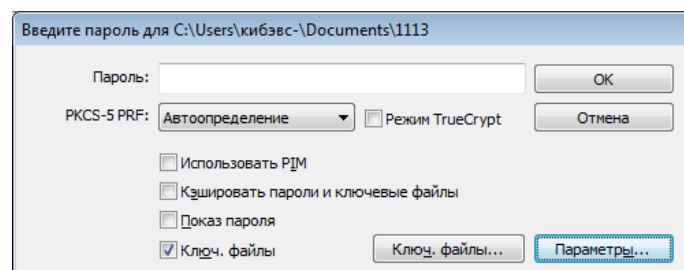 Введите пароль для C:\Users\кибэвс-\Documents\1113
Пароль:
OK
PKCS-5 PRF: Автоопределение Режим TrueCrypt Отмена
Использовать PIM
Кэшировать пароли и ключевые файлы
Показ пароля
Ключ. файлы Ключ. файлы... Параметры...